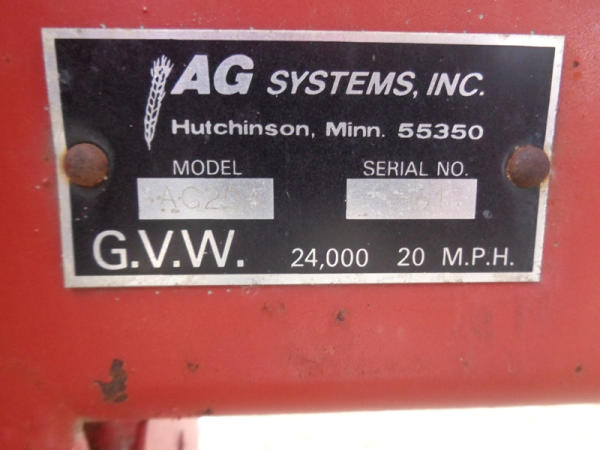 AG SYSTEMS, INC.
Hutchinson, Minn. 55350
MODEL SERIAL NO.
G.V.W. 24,000 20 M.P.H.